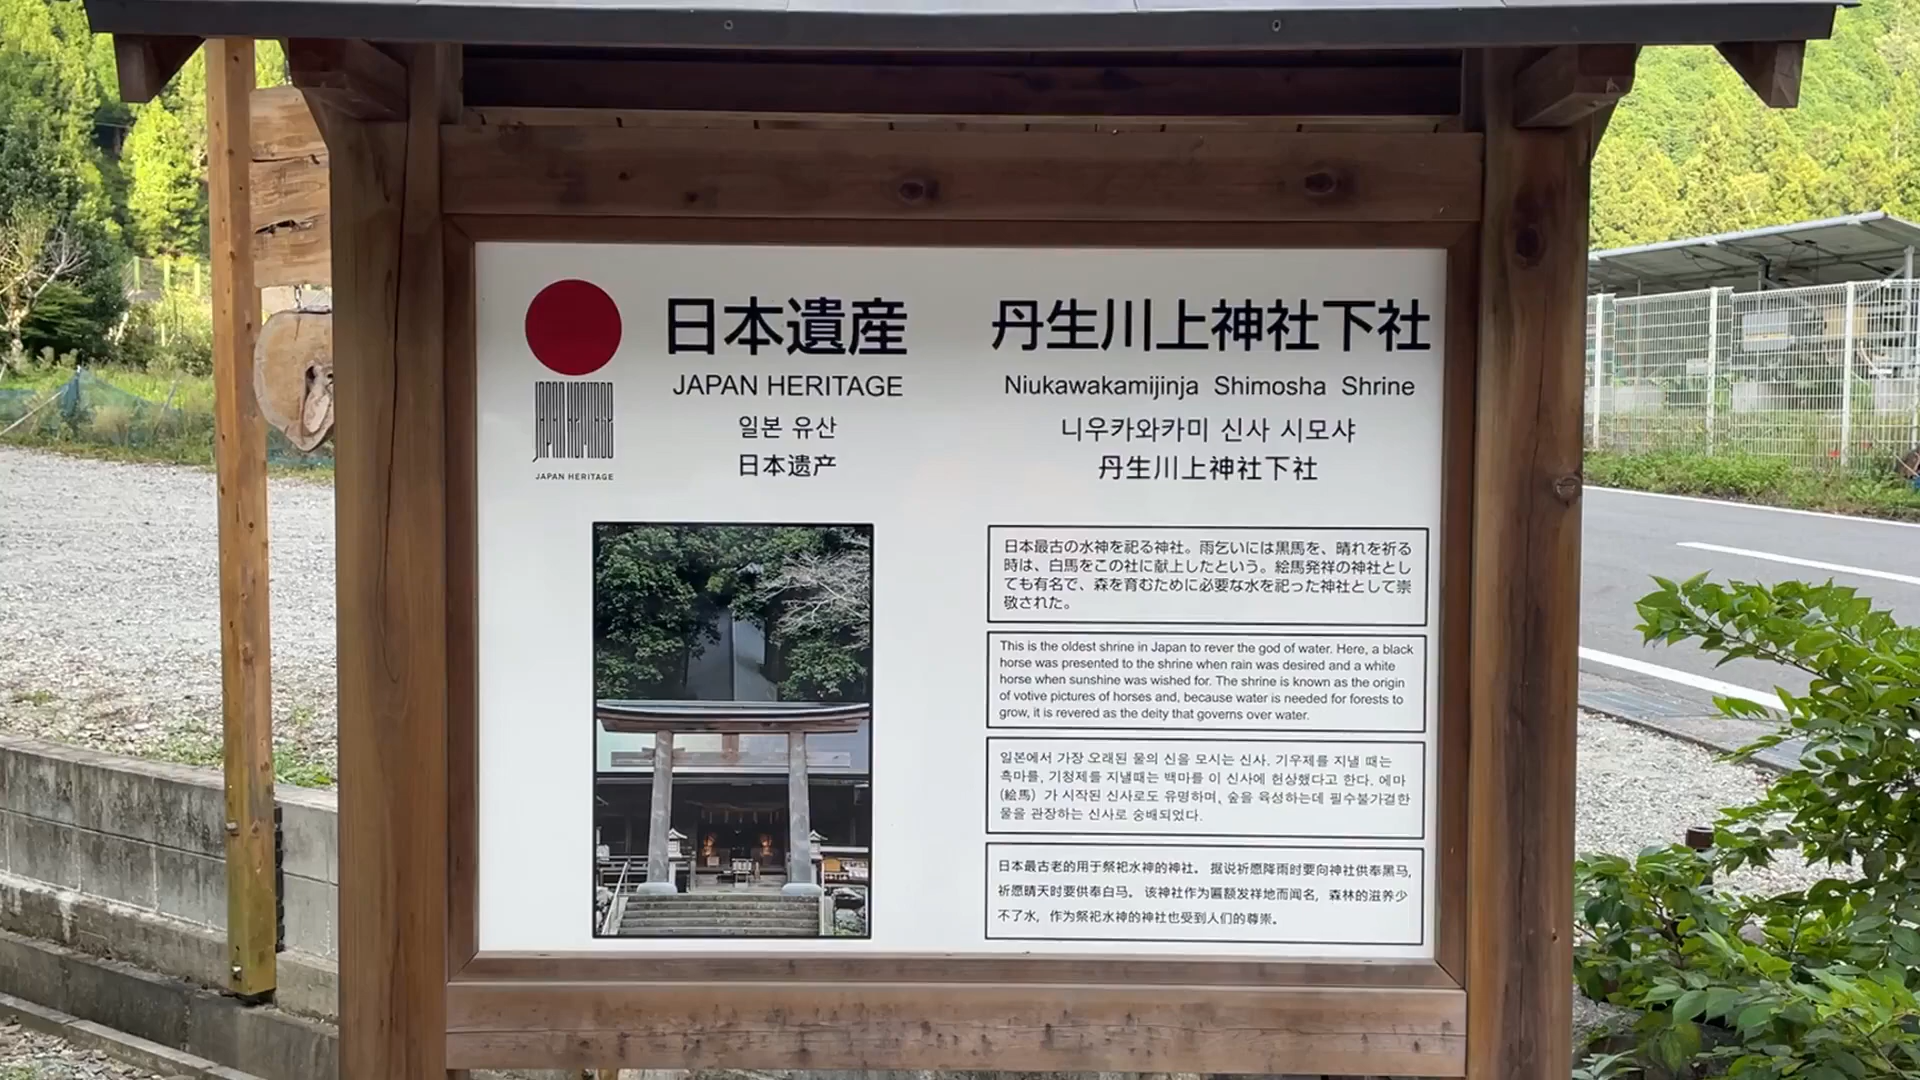 日本遺産
JAPAN HERITAGE
일본 유산
日本遗产
JAPAN HERITAGE
丹生川上神社下社
Niukawakamijinja Shimosha Shrine
니우카와카미 신사 시모샤
丹生川上神社下社
日本最古の水神を祀る神社。雨乞いには黒馬を、晴れを祈る
時は、白馬をこの社に献上したという。絵馬発祥の神社とし
ても有名で、森を育むために必要な水を祀った神社として崇
敬された。
This is the oldest shrine in Japan to rever the god of water. Here, a black
horse was presented to the shrine when rain was desired and a white
horse when sunshine was wished for. The shrine is known as the origin
of votive pictures of horses and, because water is needed for forests to
grow, it is revered as the deity that governs over water.
일본에서 가장 오래된 물의 신을 모시는 신사. 기우제를 지낼 때는
흑마를, 기청제를 지낼때는 백마를 이 신사에 헌상했다고 한다. 에마
(絵馬) 가 시작된 신사로도 유명하며, 숲을 육성하는데 필수불가결한
물을 관장하는 신사로 숭배되었다.
日本最古老的用于祭祀水神的神社。据说祈愿降雨时要向神社供奉黑马,
祈愿晴天时要供奉白马。该神社作为匾额发祥地而闻名,森林的滋养少
不了水,作为祭祀水神的神社也受到人们的尊崇。